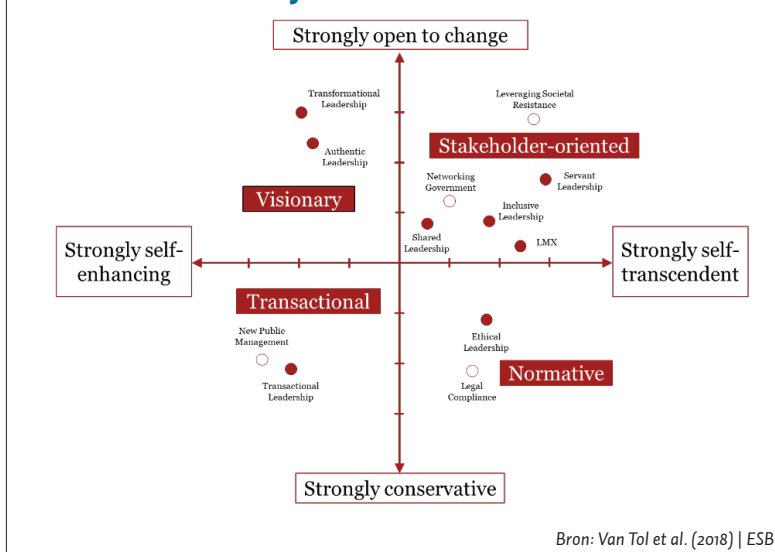 Strongly open to change
Transformational
Leadership
Leveraging Societal
Resistance
Authentic
Leadership
Stakeholder-oriented
Networking
Government
Servant
Leadership
Visionary
Inclusive
Leadership
Shared
Leadership
LMX
Strongly self-
enhancing
Strongly self-
transcendent
Transactional
New Public
Management
Ethical
Leadership
Transactional
Leadership
Legal
Compliance
Normative
Strongly conservative
Bron: Van Tol et al. (2018) | ESB